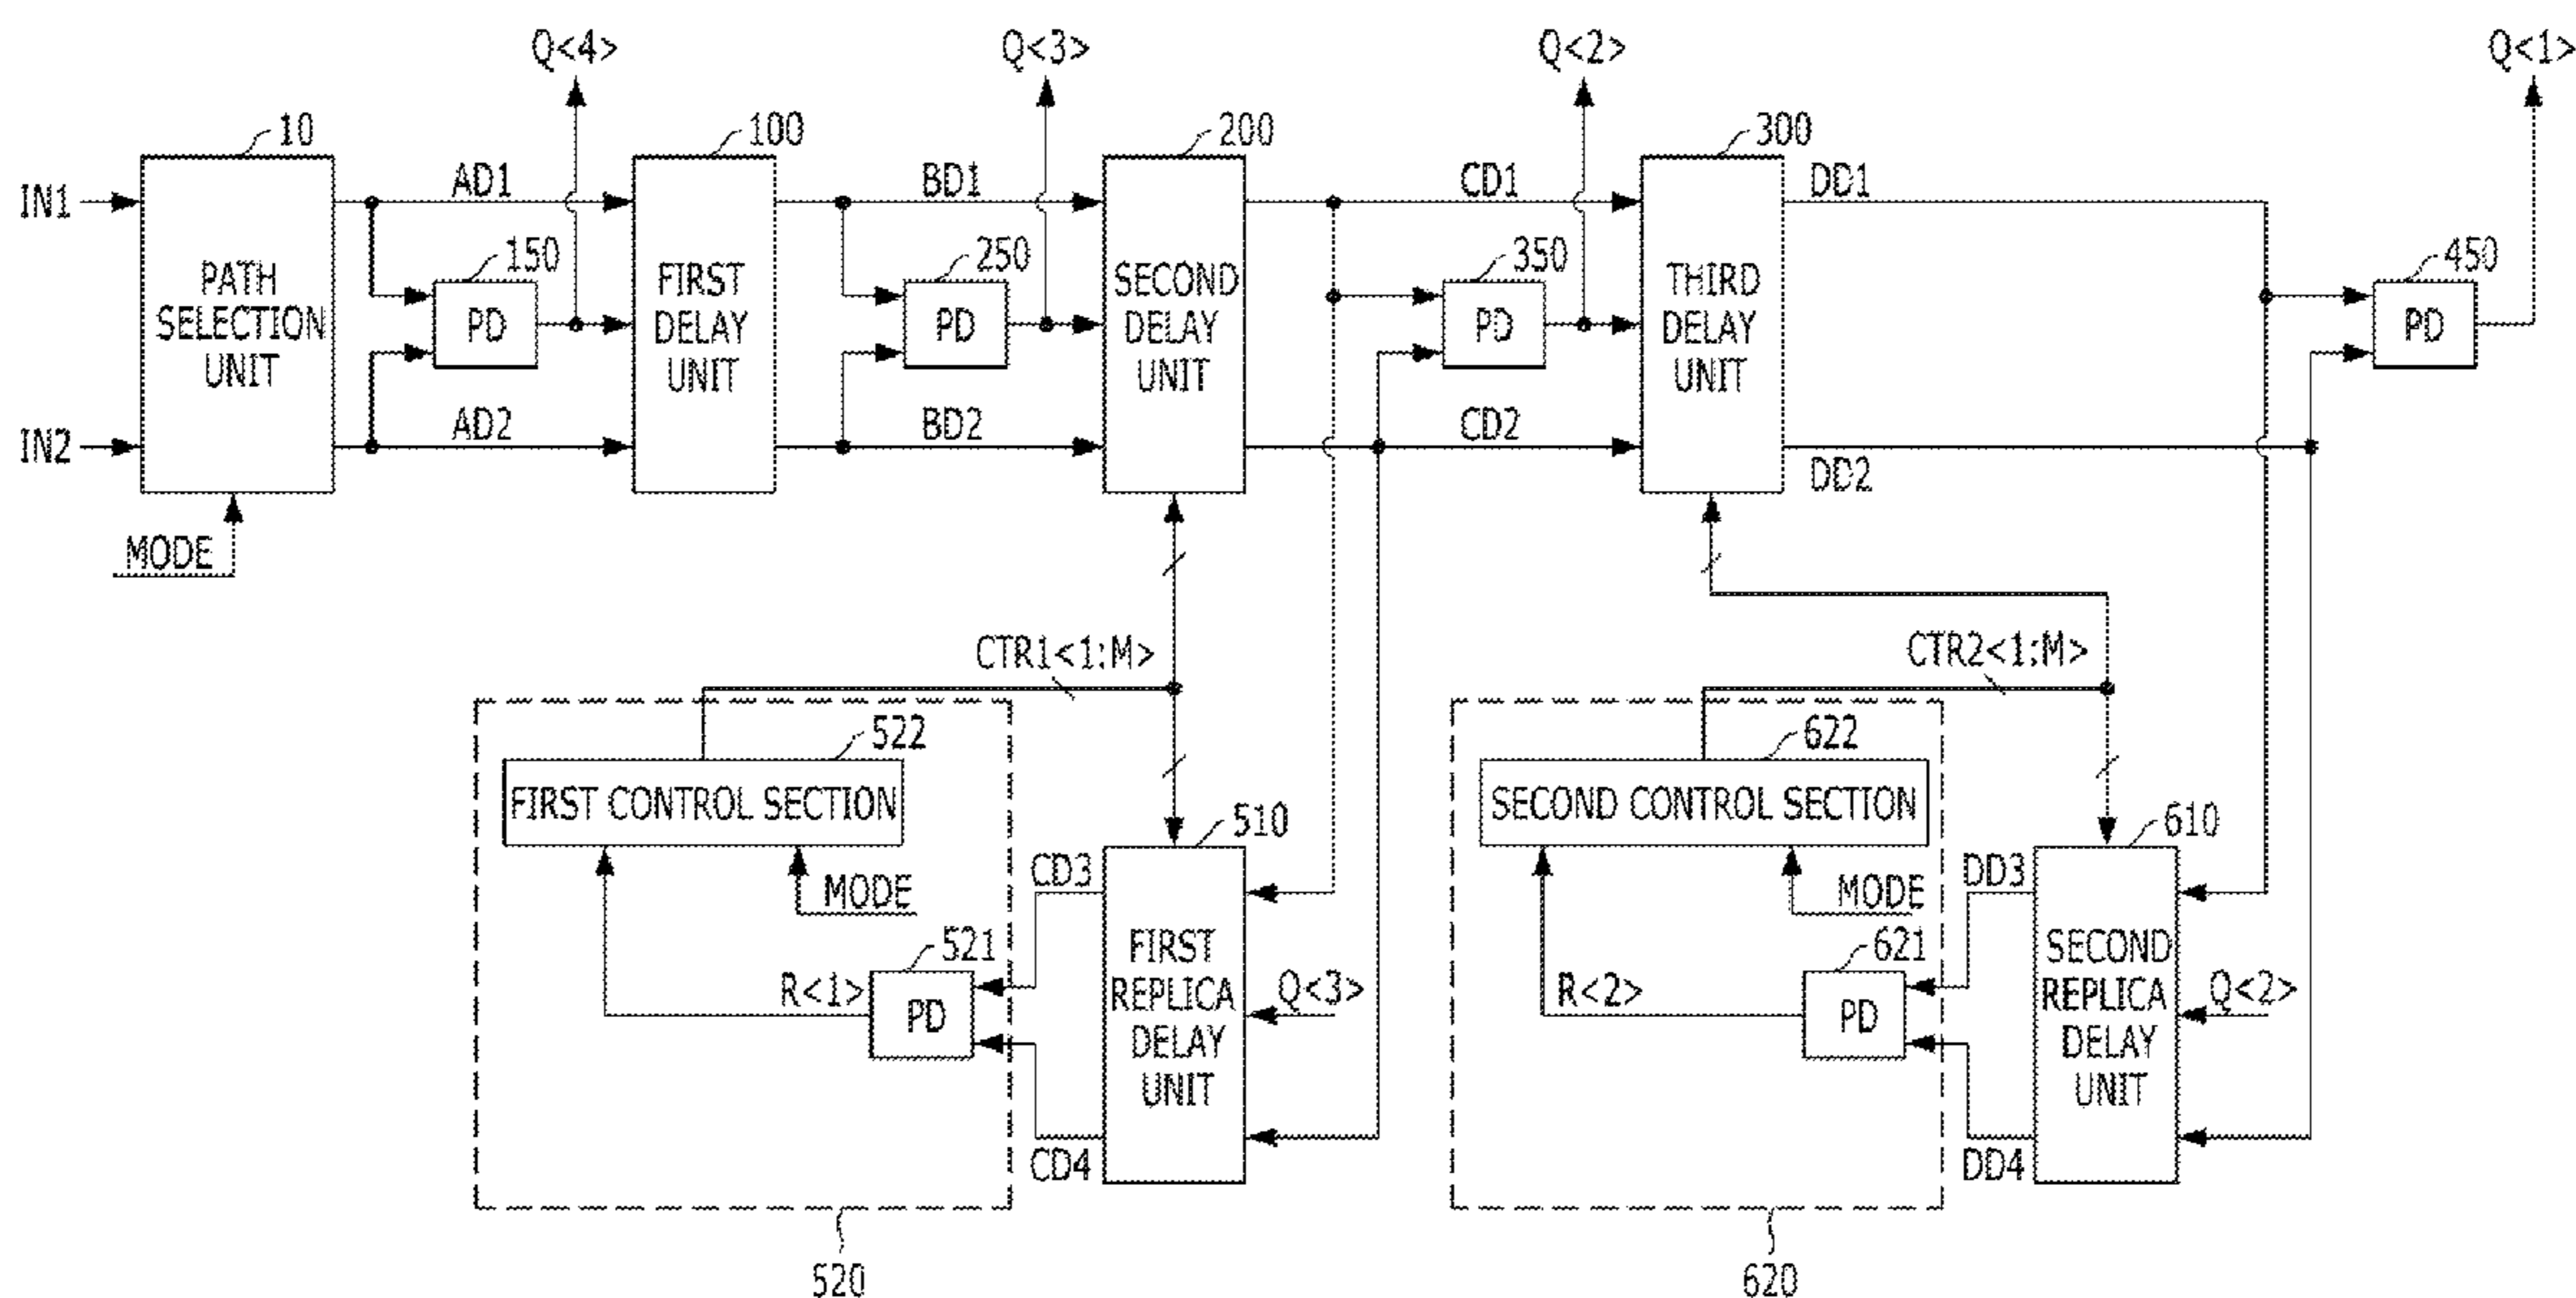 Q<4>
Q<3>
Q<2>
Q<1>
10
100
200
300
IN1
AD1
BD1
CD1
DD1
PATH
SELECTION
UNIT
150
PD
FIRST
DELAY
UNIT
250
PD
SECOND
DELAY
UNIT
350
PD
THIRD
DELAY
UNIT
450
PD
IN2
AD2
BD2
CD2
DD2
MODE
CTR1<1:M>
CTR2<1:M>
522
FIRST CONTROL SECTION
622
SECOND CONTROL SECTION
510
610
MODE
CD3
MODE
DD3
521
PD
R<1>
FIRST
REPLICA
DELAY
UNIT
Q<3>
621
PD
R<2>
SECOND
REPLICA
DELAY
UNIT
Q<2>
CD4
DD4
520
620